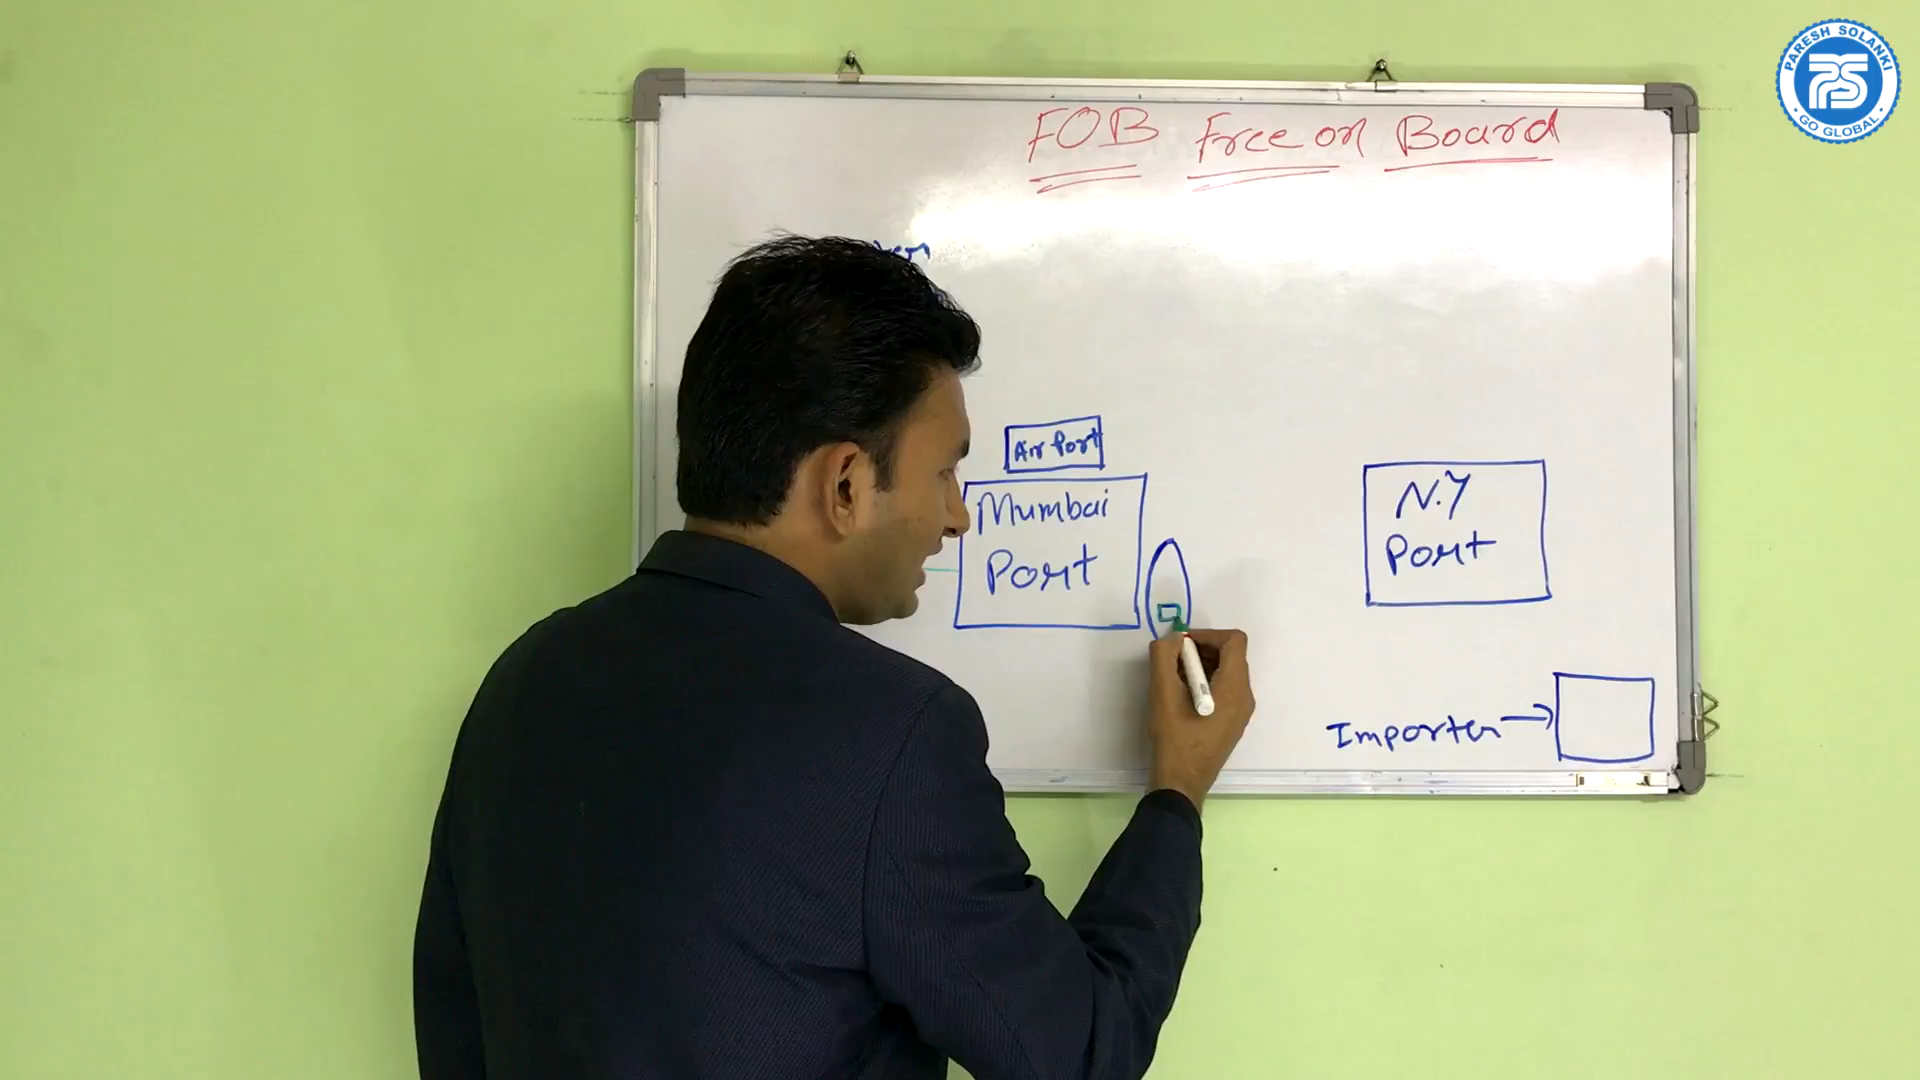 PARESH SOLANKI
PS
GO GLOBAL
FOB Free on Board
Air Port
Mumbai
Port
N.Y
Port
Importer